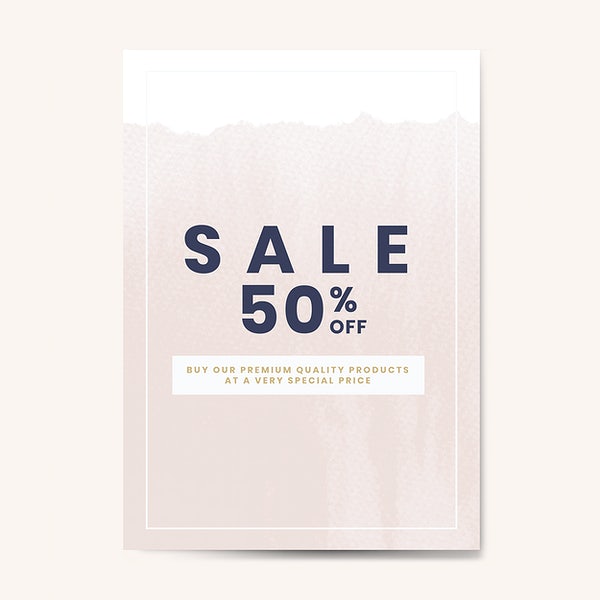 SALE
50% OFF
BUY OUR PREMIUM QUALITY PRODUCTS
AT A VERY SPECIAL PRICE